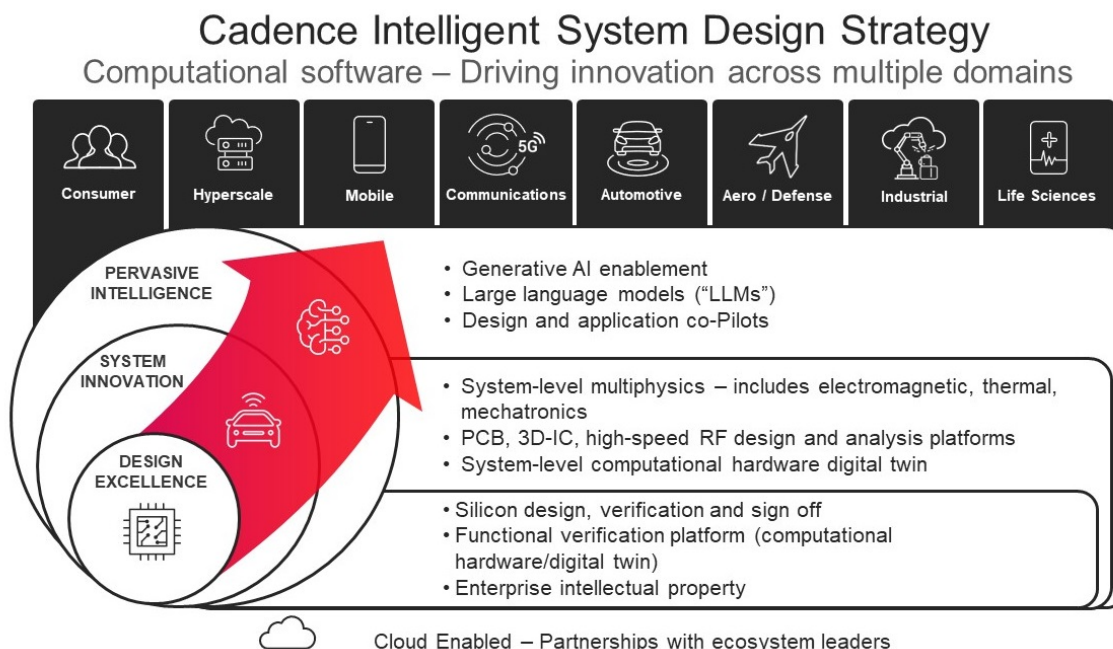 Cadence Intelligent System Design Strategy
Computational software – Driving innovation across multiple domains
5G
Consumer
Hyperscale
Mobile
Communications
Automotive
Aero / Defense
Industrial
Life Sciences
PERVASIVE
INTELLIGENCE
• Generative AI enablement
• Large language models (“LLMs”)
• Design and application co-Pilots
SYSTEM
INNOVATION
• System-level multiphysics – includes electromagnetic, thermal,
mechatronics
• PCB, 3D-IC, high-speed RF design and analysis platforms
• System-level computational hardware digital twin
DESIGN
EXCELLENCE
• Silicon design, verification and sign off
• Functional verification platform (computational
hardware/digital twin)
• Enterprise intellectual property
Cloud Enabled – Partnerships with ecosystem leaders